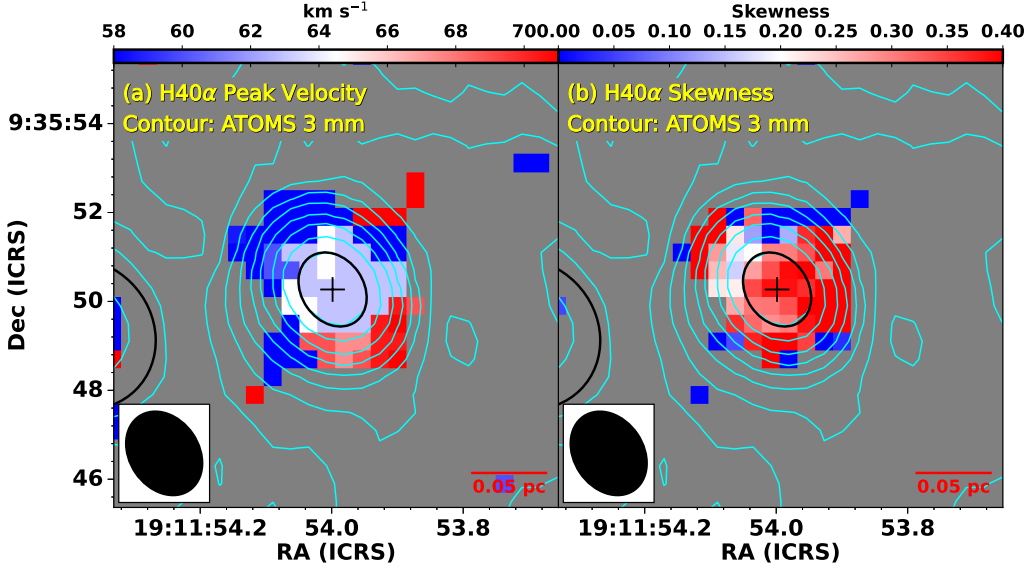 km s⁻¹
Skewness
58 60 62 64 66 68 700.00 0.05 0.10 0.15 0.20 0.25 0.30 0.35 0.40
(a) H40α Peak Velocity
Contour: ATOMS 3 mm
(b) H40α Skewness
Contour: ATOMS 3 mm
9:35:54
52
50
48
46
Dec (ICRS)
0.05 pc
0.05 pc
19:11:54.2 54.0 53.8
19:11:54.2 54.0 53.8
RA (ICRS)
RA (ICRS)